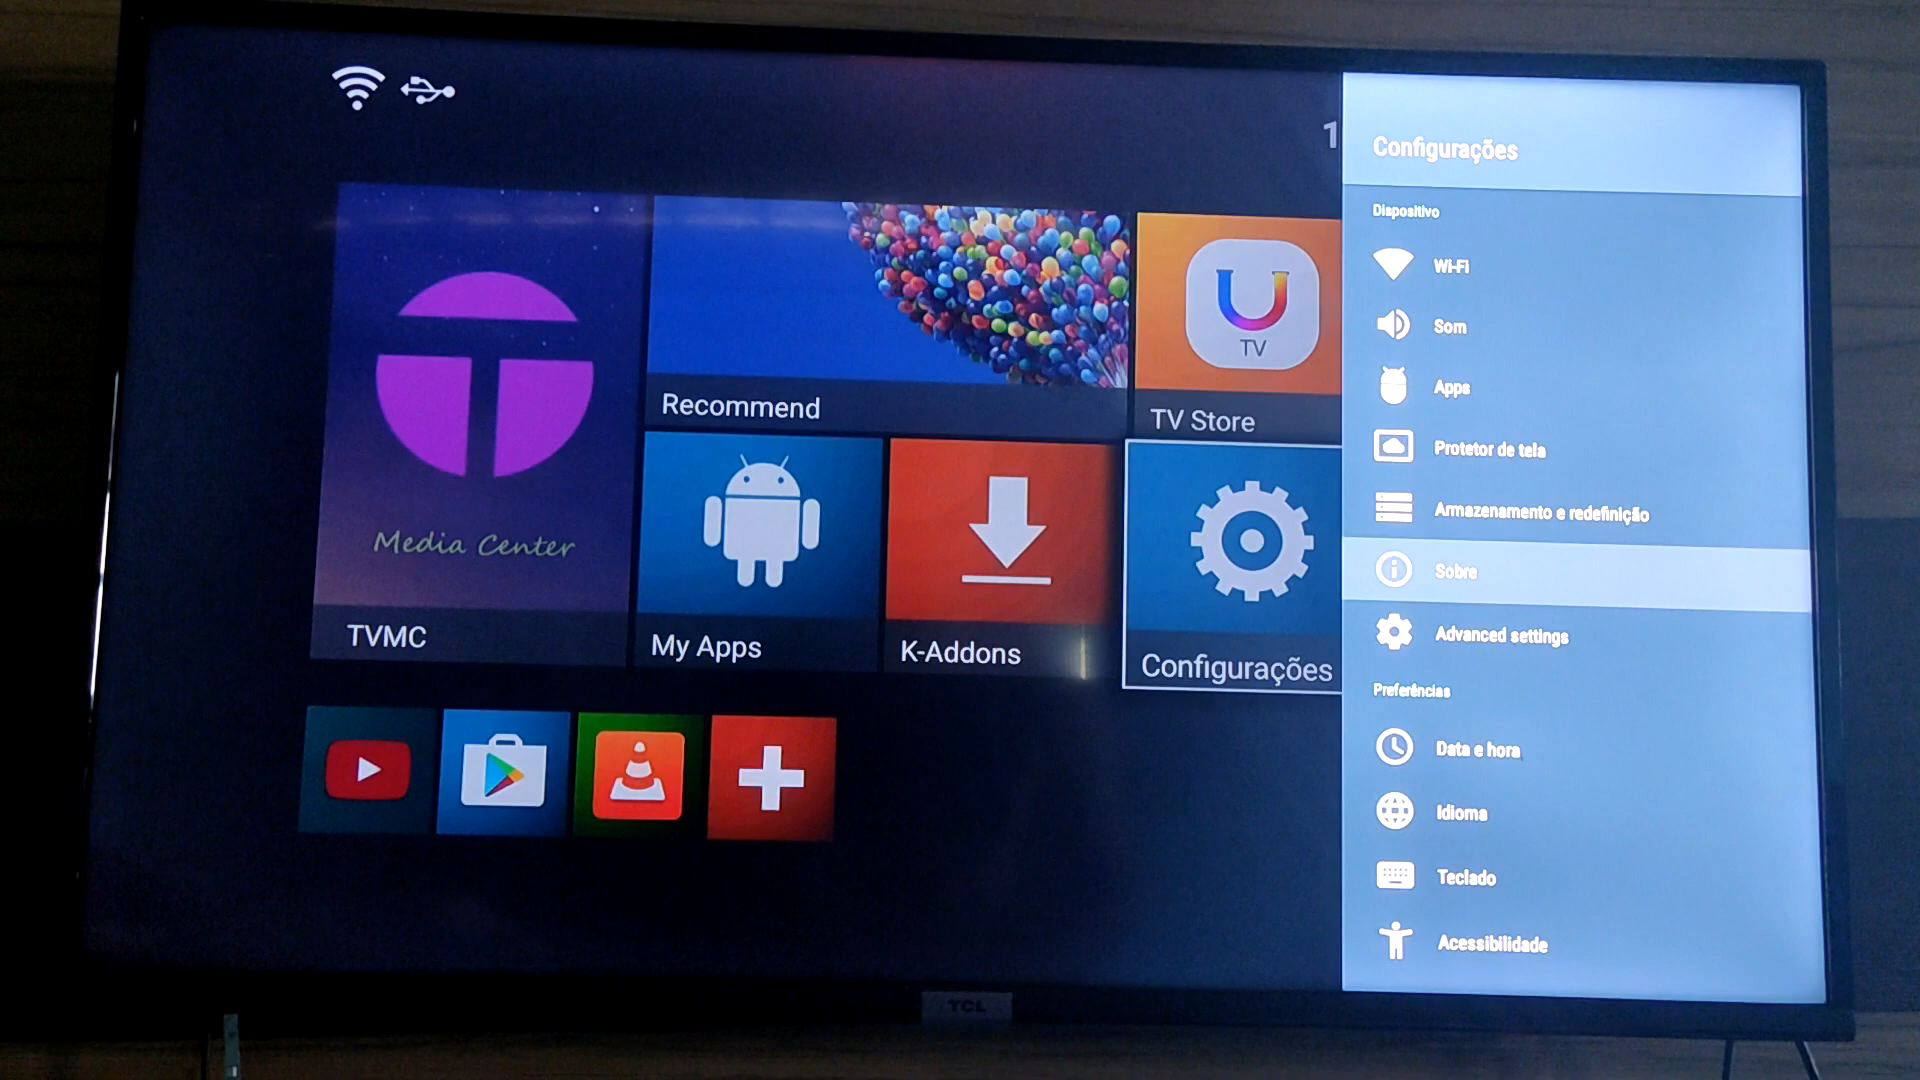 1
Media Center
TVMC
Recommend
TV
TV Store
My Apps
K-Addons
Configurações
Configurações
Dispositivo
Wi-Fi
Som
Apps
Protetor de tela
Armazenamento e redefinição
Sobre
Advanced settings
Preferências
Data e hora
Idioma
Teclado
Acessibilidade
TCL